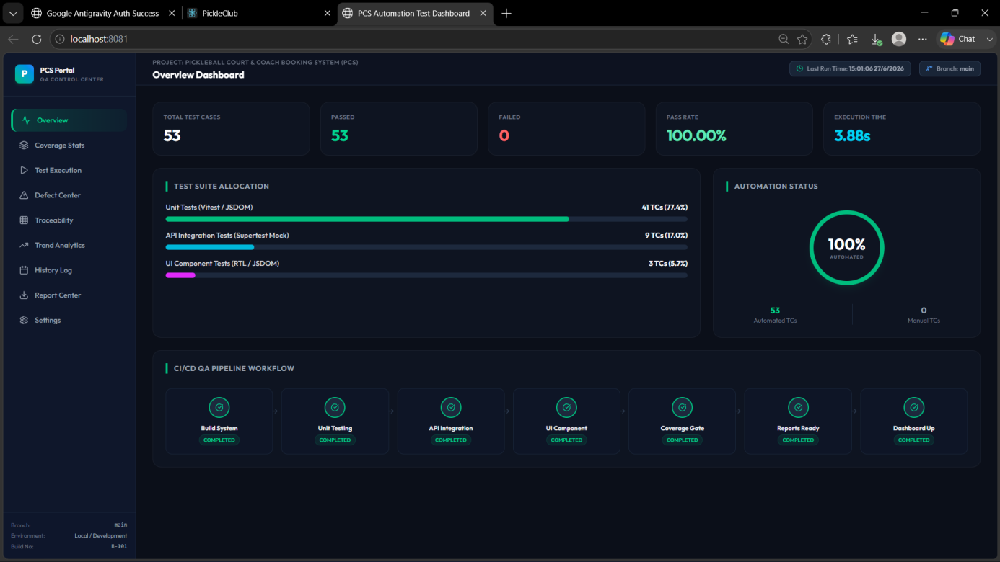 Google Antigravity Auth Success
PickleClub
PCS Automation Test Dashboard
localhost:8081
Chat
P
PCS Portal
QA CONTROL CENTER
Overview
Coverage Stats
Test Execution
Defect Center
Traceability
Trend Analytics
History Log
Report Center
Settings
Branch: main
Environment: Local / Development
Build No: B-101
PROJECT: PICKLEBALL COURT & COACH BOOKING SYSTEM (PCS)
Overview Dashboard
Last Run Time: 15:01:06 27/6/2026
Branch: main
TOTAL TEST CASES
53
PASSED
53
FAILED
0
PASS RATE
100.00%
EXECUTION TIME
3.88s
TEST SUITE ALLOCATION
Unit Tests (Vitest / JSDOM) 41 TCs (77.4%)
API Integration Tests (Supertest Mock) 9 TCs (17.0%)
UI Component Tests (RTL / JSDOM) 3 TCs (5.7%)
AUTOMATION STATUS
100%
AUTOMATED
53
Automated TCs
0
Manual TCs
CI/CD QA PIPELINE WORKFLOW
Build System
COMPLETED
Unit Testing
COMPLETED
API Integration
COMPLETED
UI Component
COMPLETED
Coverage Gate
COMPLETED
Reports Ready
COMPLETED
Dashboard Up
COMPLETED